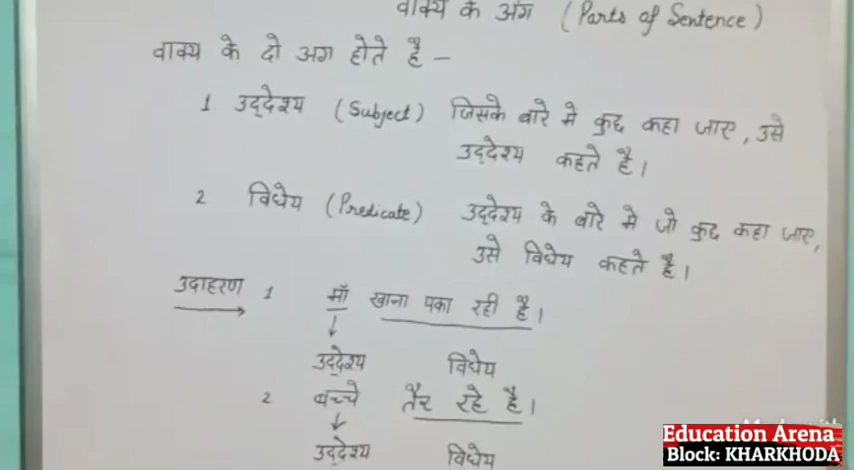 वाक्य के अंग (Parts of Sentence)
वाक्य के दो अग होते है –
1 उद्देश्य (Subject) जिसके बारे मे कुछ कहा जाए, उसे
उद्देश्य कहते है।
2 विधेय (Predicate) उद्देश्य के बारे मे जो कुछ कहा जाए,
उसे विधेय कहते है।
उदाहरण 1 माँ खाना पका रही है।
उद्देश्य विधेय
2 बच्चे तैर रहे है।
उद्देश्य विधेय
Education Arena
Block: KHARKHODA